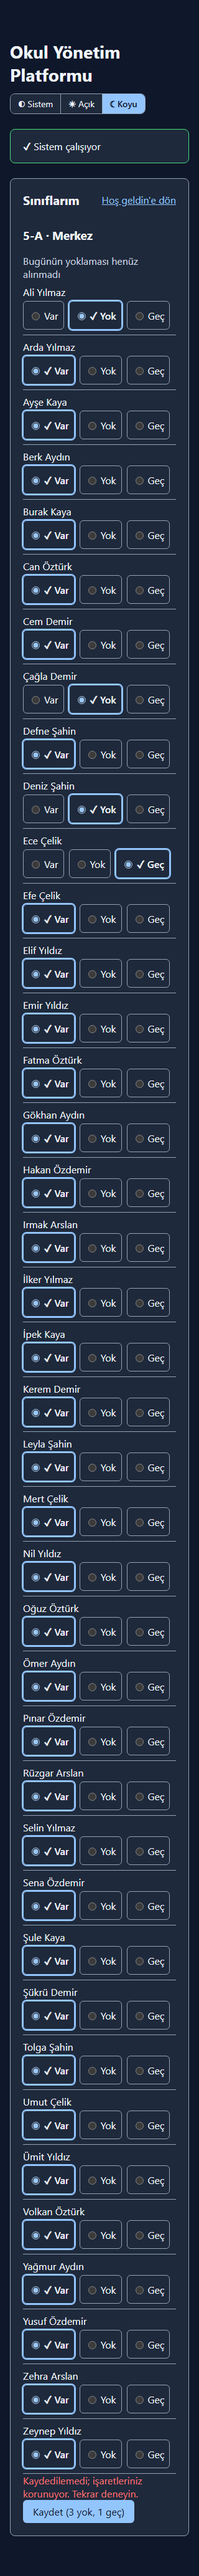 Okul Yönetim
Platformu
◐ Sistem ☀ Açık ☾ Koyu
✓ Sistem çalışıyor
Sınıflarım Hoş geldin'e dön
5-A · Merkez
Bugünün yoklaması henüz
alınmadı
Ali Yılmaz
Var ✓ Yok Geç
Arda Yılmaz
✓ Var Yok Geç
Ayşe Kaya
✓ Var Yok Geç
Berk Aydın
✓ Var Yok Geç
Burak Kaya
✓ Var Yok Geç
Can Öztürk
✓ Var Yok Geç
Cem Demir
✓ Var Yok Geç
Çağla Demir
Var ✓ Yok Geç
Defne Şahin
✓ Var Yok Geç
Deniz Şahin
Var ✓ Yok Geç
Ece Çelik
Var Yok ✓ Geç
Efe Çelik
✓ Var Yok Geç
Elif Yıldız
✓ Var Yok Geç
Emir Yıldız
✓ Var Yok Geç
Fatma Öztürk
✓ Var Yok Geç
Gökhan Aydın
✓ Var Yok Geç
Hakan Özdemir
✓ Var Yok Geç
Irmak Arslan
✓ Var Yok Geç
İlker Yılmaz
✓ Var Yok Geç
İpek Kaya
✓ Var Yok Geç
Kerem Demir
✓ Var Yok Geç
Leyla Şahin
✓ Var Yok Geç
Mert Çelik
✓ Var Yok Geç
Nil Yıldız
✓ Var Yok Geç
Oğuz Öztürk
✓ Var Yok Geç
Ömer Aydın
✓ Var Yok Geç
Pınar Özdemir
✓ Var Yok Geç
Rüzgar Arslan
✓ Var Yok Geç
Selin Yılmaz
✓ Var Yok Geç
Sena Özdemir
✓ Var Yok Geç
Şule Kaya
✓ Var Yok Geç
Şükrü Demir
✓ Var Yok Geç
Tolga Şahin
✓ Var Yok Geç
Umut Çelik
✓ Var Yok Geç
Ümit Yıldız
✓ Var Yok Geç
Volkan Öztürk
✓ Var Yok Geç
Yağmur Aydın
✓ Var Yok Geç
Yusuf Özdemir
✓ Var Yok Geç
Zehra Arslan
✓ Var Yok Geç
Zeynep Yıldız
✓ Var Yok Geç
Kaydedilemedi; işaretleriniz
korunuyor. Tekrar deneyin.
Kaydet (3 yok, 1 geç)